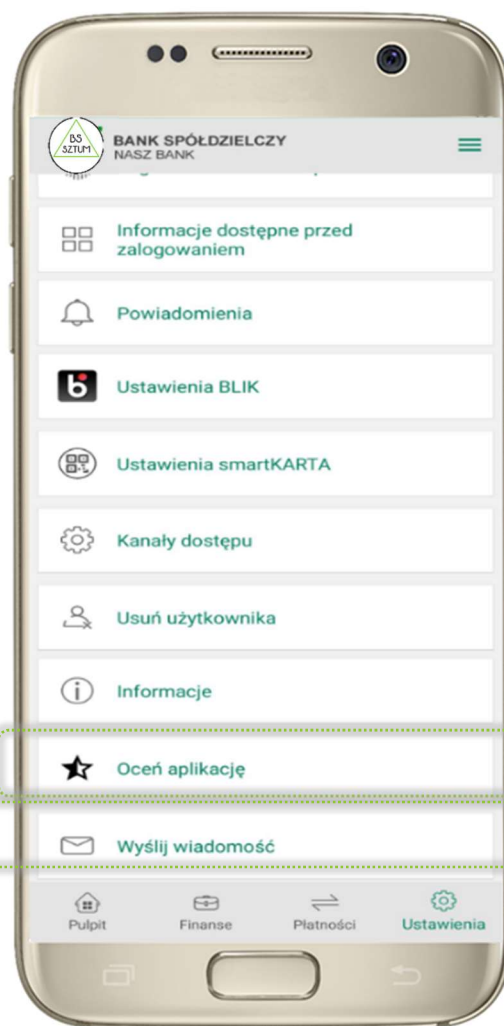 BS
SZTUM
BANK SPÓŁDZIELCZY
NASZ BANK
Informacje dostępne przed
zalogowaniem
Powiadomienia
Ustawienia BLIK
Ustawienia smartKARTA
Kanały dostępu
Usuń użytkownika
Informacje
Oceń aplikację
Wyślij wiadomość
Pulpit
Finanse
Płatności
Ustawienia